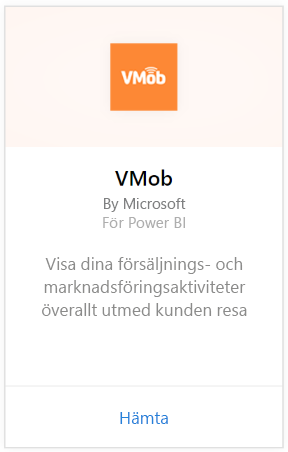 VMob
VMob
By Microsoft
För Power BI
Visa dina försäljnings- och
marknadsföringsaktiviteter
överallt utmed kunden resa
Hämta